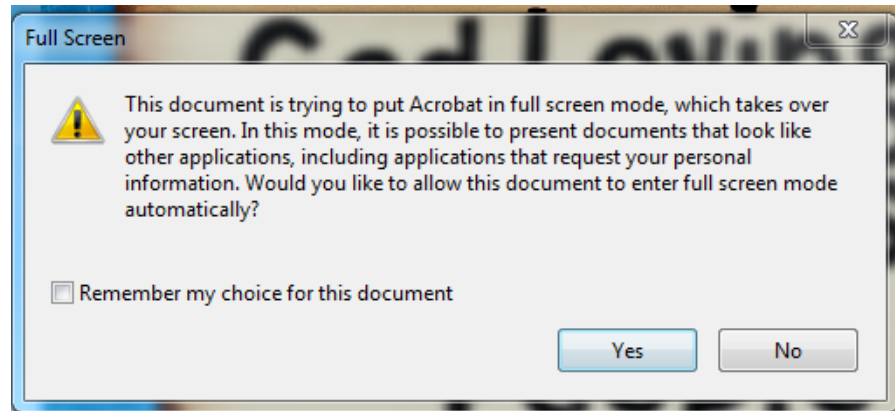 God Loving
Full Screen
This document is trying to put Acrobat in full screen mode, which takes over
your screen. In this mode, it is possible to present documents that look like
other applications, including applications that request your personal
information. Would you like to allow this document to enter full screen mode
automatically?
Remember my choice for this document
Yes
No